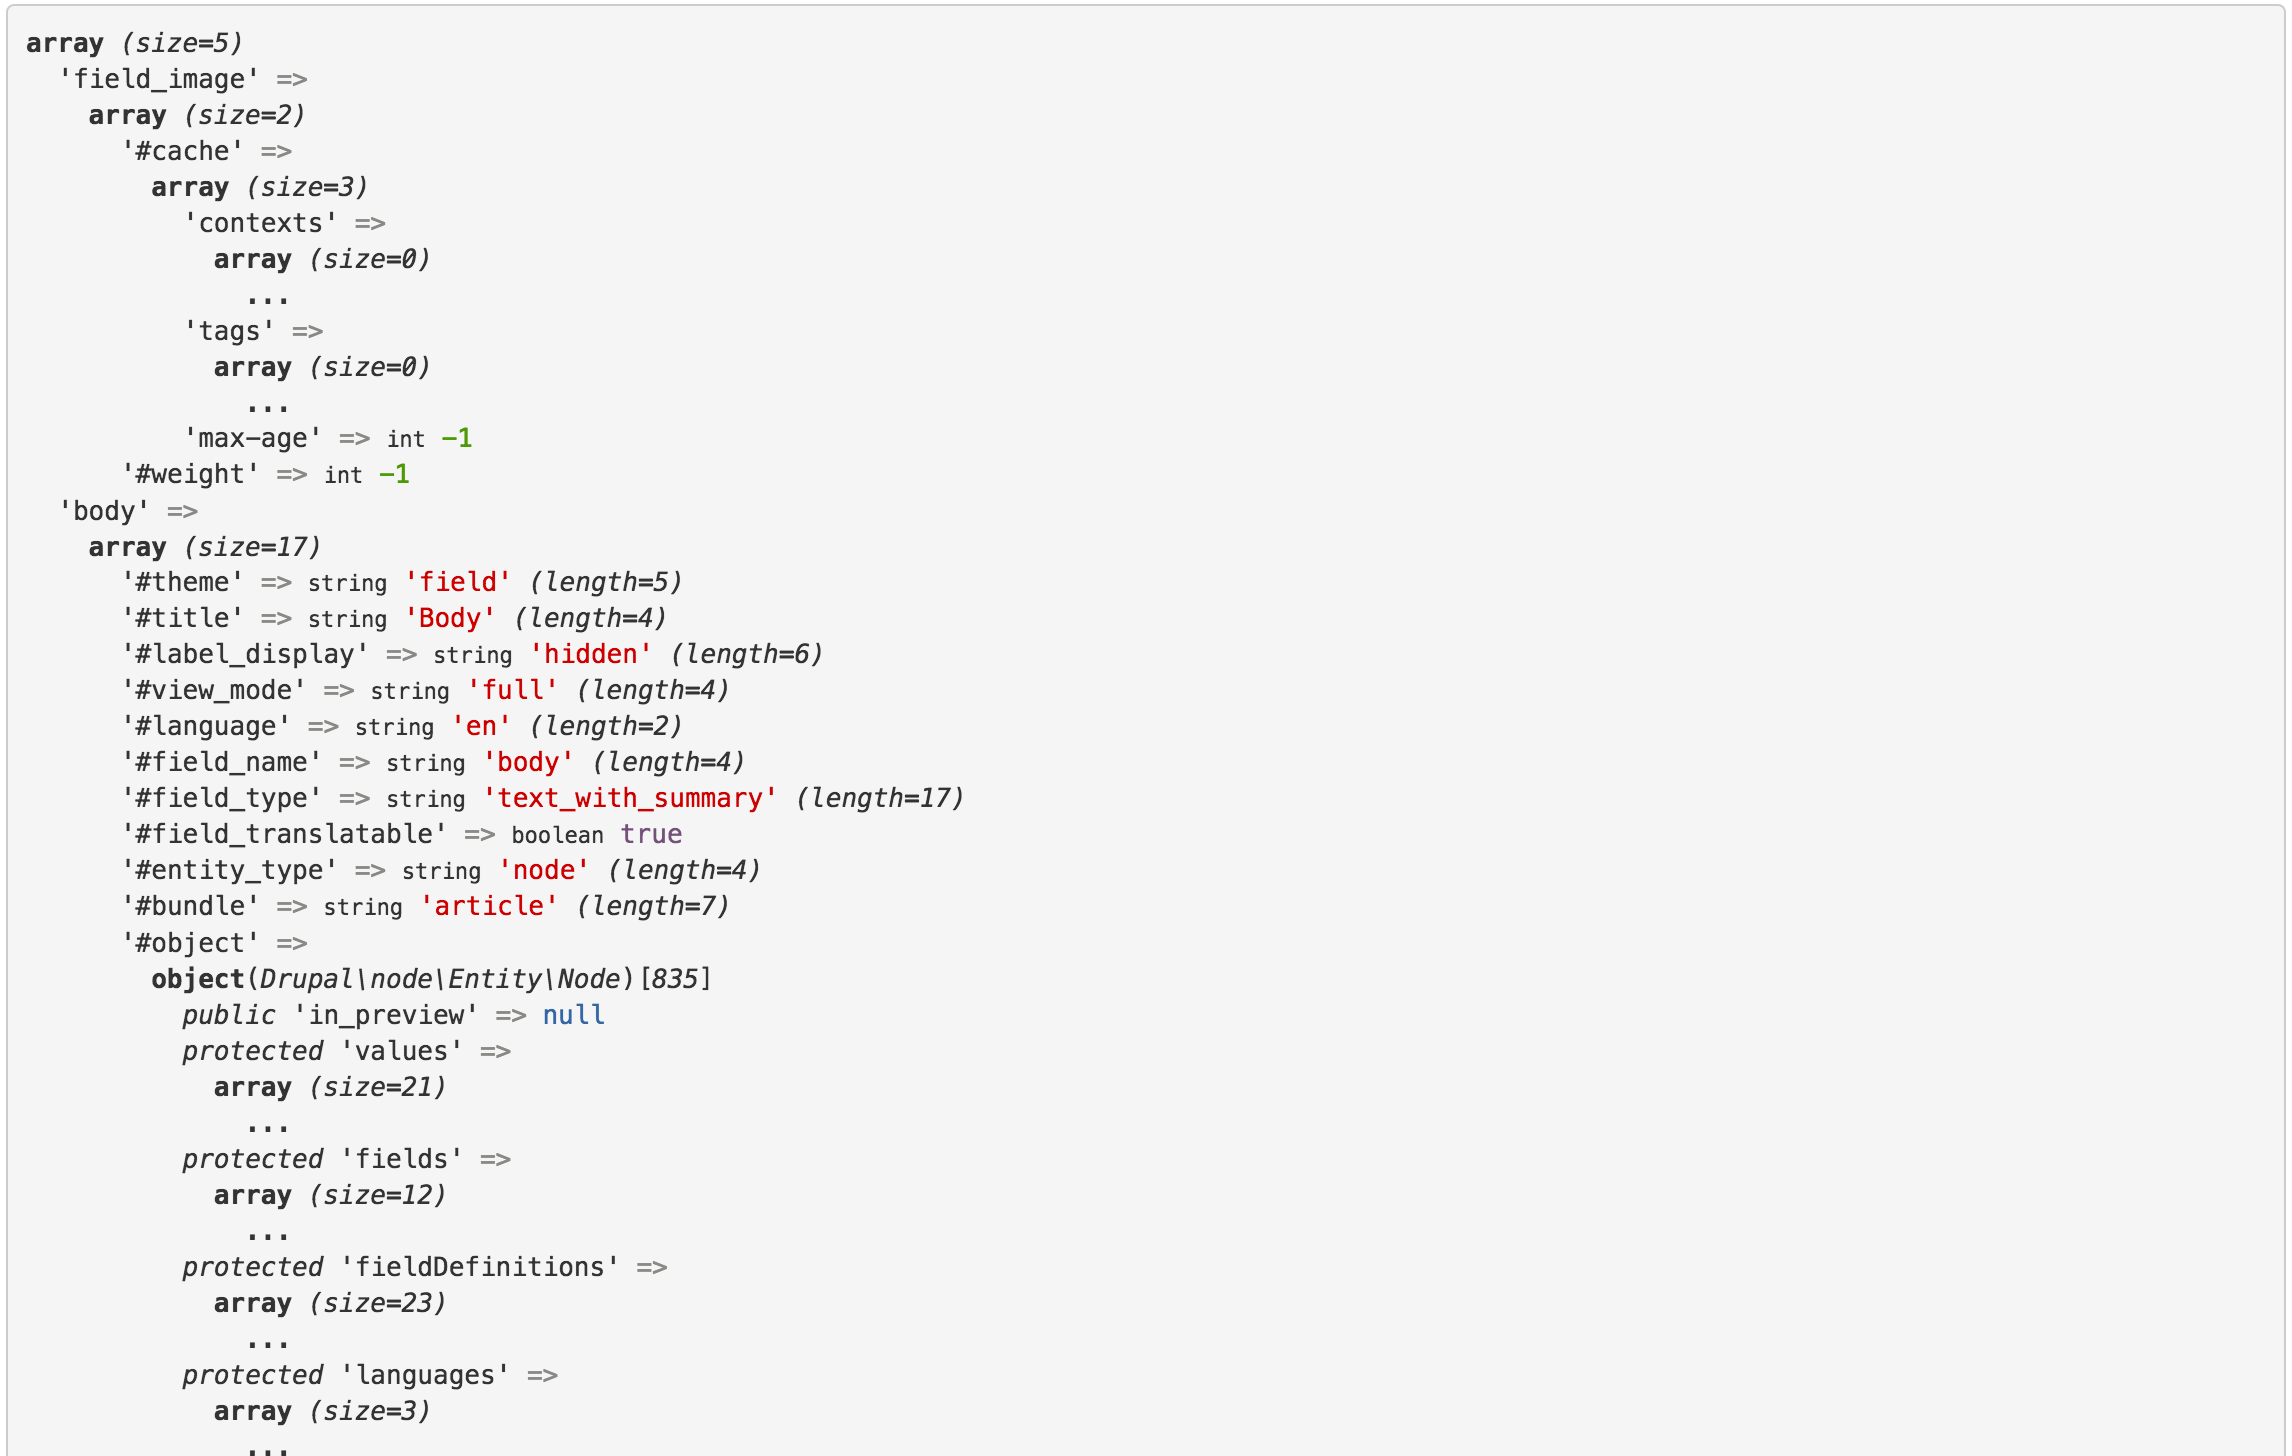 array (size=5)
  'field_image' =>
    array (size=2)
      '#cache' =>
        array (size=3)
          'contexts' =>
            array (size=0)
              ...
          'tags' =>
            array (size=0)
              ...
          'max-age' => int -1
      '#weight' => int -1
  'body' =>
    array (size=17)
      '#theme' => string 'field' (length=5)
      '#title' => string 'Body' (length=4)
      '#label_display' => string 'hidden' (length=6)
      '#view_mode' => string 'full' (length=4)
      '#language' => string 'en' (length=2)
      '#field_name' => string 'body' (length=4)
      '#field_type' => string 'text_with_summary' (length=17)
      '#field_translatable' => boolean true
      '#entity_type' => string 'node' (length=4)
      '#bundle' => string 'article' (length=7)
      '#object' =>
        object(Drupal\node\Entity\Node)[835]
          public 'in_preview' => null
          protected 'values' =>
            array (size=21)
              ...
          protected 'fields' =>
            array (size=12)
              ...
          protected 'fieldDefinitions' =>
            array (size=23)
              ...
          protected 'languages' =>
            array (size=3)
              ...